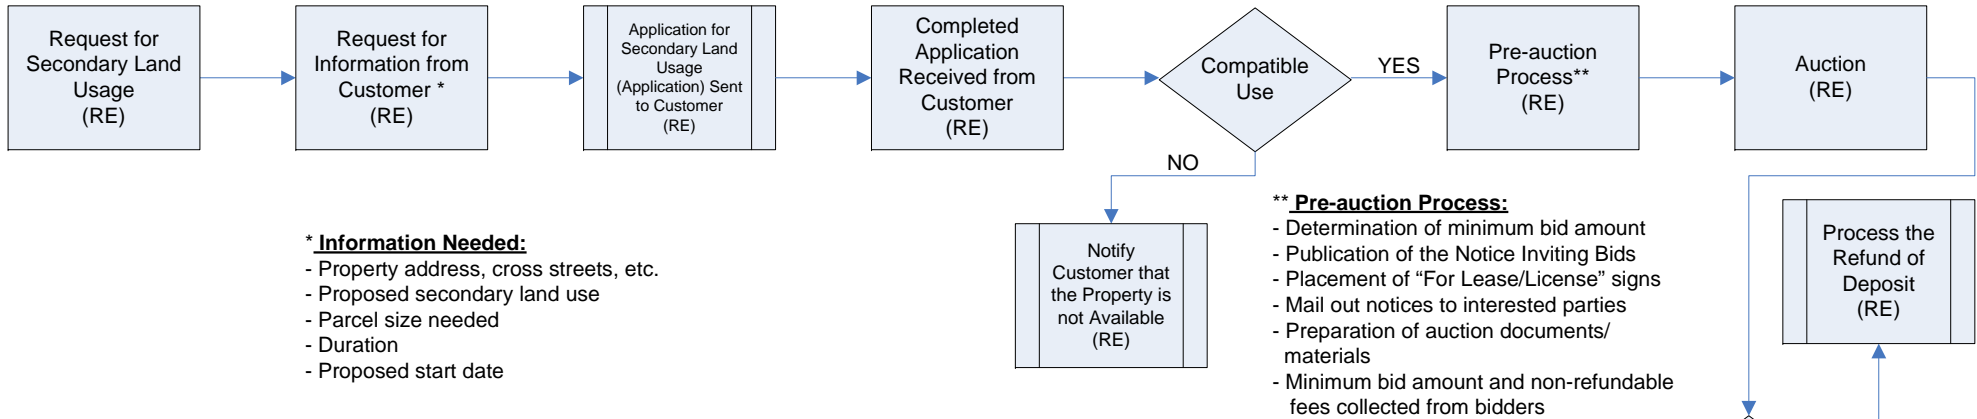 Request for
Secondary Land
Usage
(RE)
Request for
Information from
Customer *
(RE)
Application for
Secondary Land
Usage
(Application) Sent
to Customer
(RE)
Completed
Application
Received from
Customer
(RE)
Compatible
Use
YES
NO
Pre-auction
Process**
(RE)
Auction
(RE)
Notify
Customer that
the Property is
not Available
(RE)
* Information Needed:
- Property address, cross streets, etc.
- Proposed secondary land use
- Parcel size needed
- Duration
- Proposed start date
** Pre-auction Process:
- Determination of minimum bid amount
- Publication of the Notice Inviting Bids
- Placement of “For Lease/License” signs
- Mail out notices to interested parties
- Preparation of auction documents/
materials
- Minimum bid amount and non-refundable
fees collected from bidders
Process the
Refund of
Deposit
(RE)